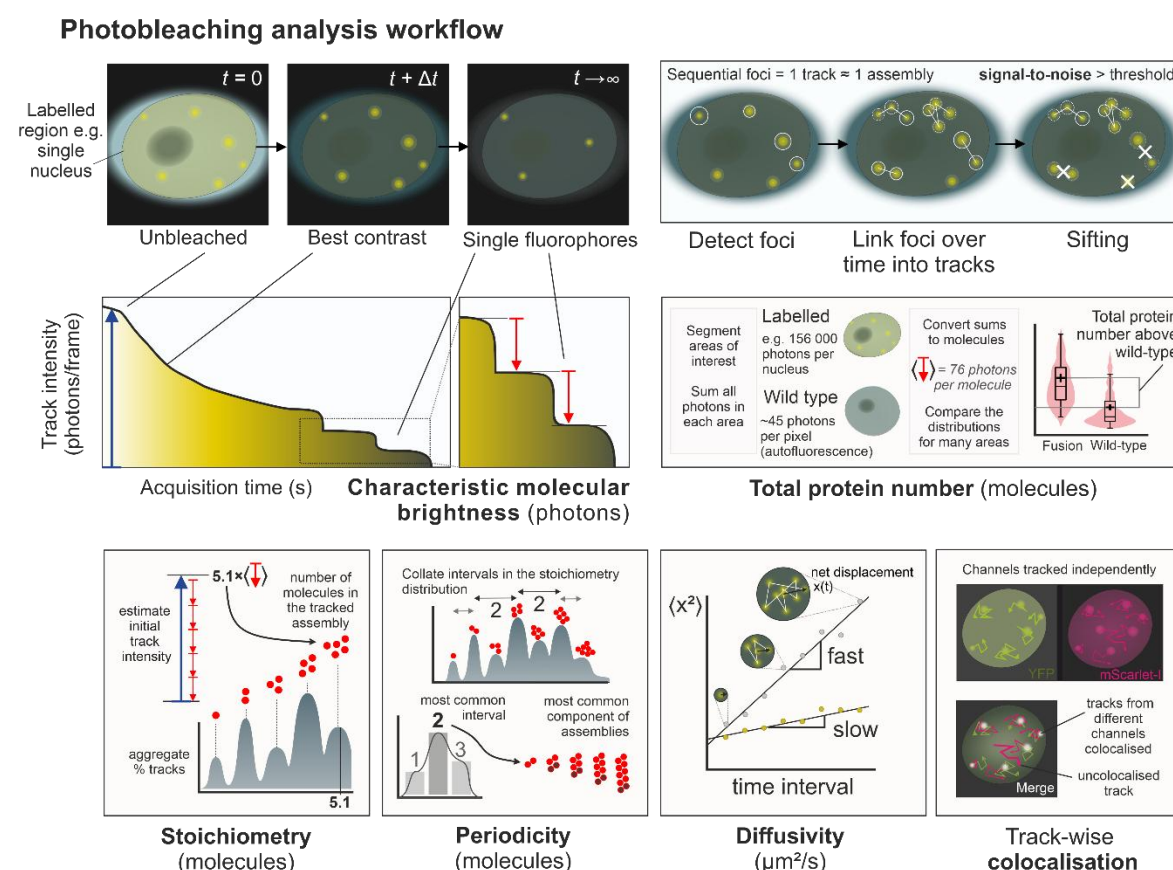 Photobleaching analysis workflow
t = 0
t + Δt
t →∞
Labelled
region e.g.
single
nucleus
Unbleached
Best contrast
Single fluorophores
Sequential foci = 1 track ≈ 1 assembly
signal-to-noise > threshold
Detect foci
Link foci over
time into tracks
Sifting
Track intensity
(photons/frame)
Acquisition time (s)
Characteristic molecular
brightness (photons)
Segment
areas of
interest
Sum all
photons in
each area
Labelled
e.g. 156 000
photons per
nucleus
Wild type
~45 photons
per pixel
(autofluorescence)
Convert sums
to molecules
⟨ ⟩ = 76 photons
per molecule
Compare the
distributions
for many areas
Total protein
number above
wild-type
Fusion
Wild-type
Total protein number (molecules)
5.1×⟨ ⟩
number of
molecules in
the tracked
assembly
estimate
initial
track
intensity
aggregate
% tracks
5.1
Stoichiometry
(molecules)
Collate intervals in the stoichiometry
distribution
2
2
most common
interval
1
2
3
most common
component of
assemblies
Periodicity
(molecules)
⟨x²⟩
net displacement
x(t)
fast
slow
time interval
Diffusivity
(μm²/s)
Channels tracked independently
YFP
mScarlet-I
Merge
tracks from
different
channels
colocalised
uncolocalised
track
Track-wise
colocalisation